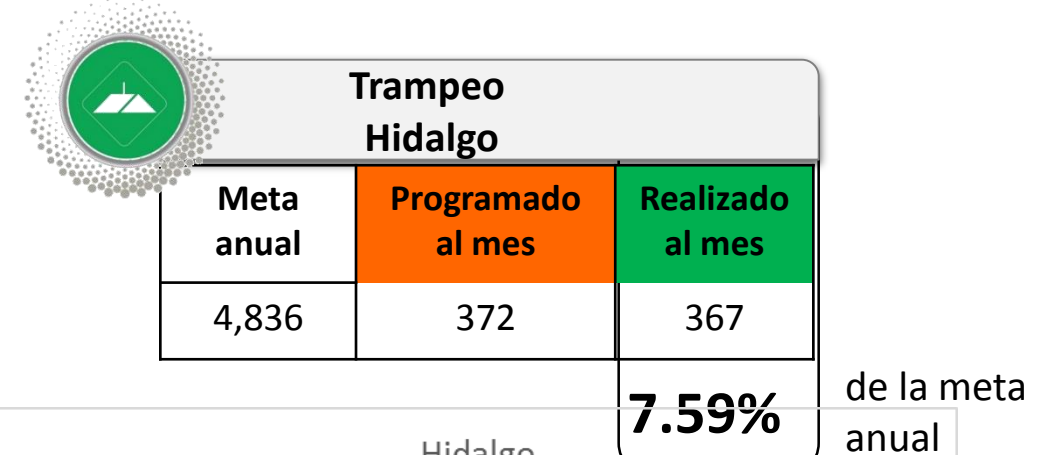 Trampeo
Hidalgo
Meta anual
Programado al mes
Realizado al mes
4,836
372
367
7.59%
de la meta
anual
Hidalgo